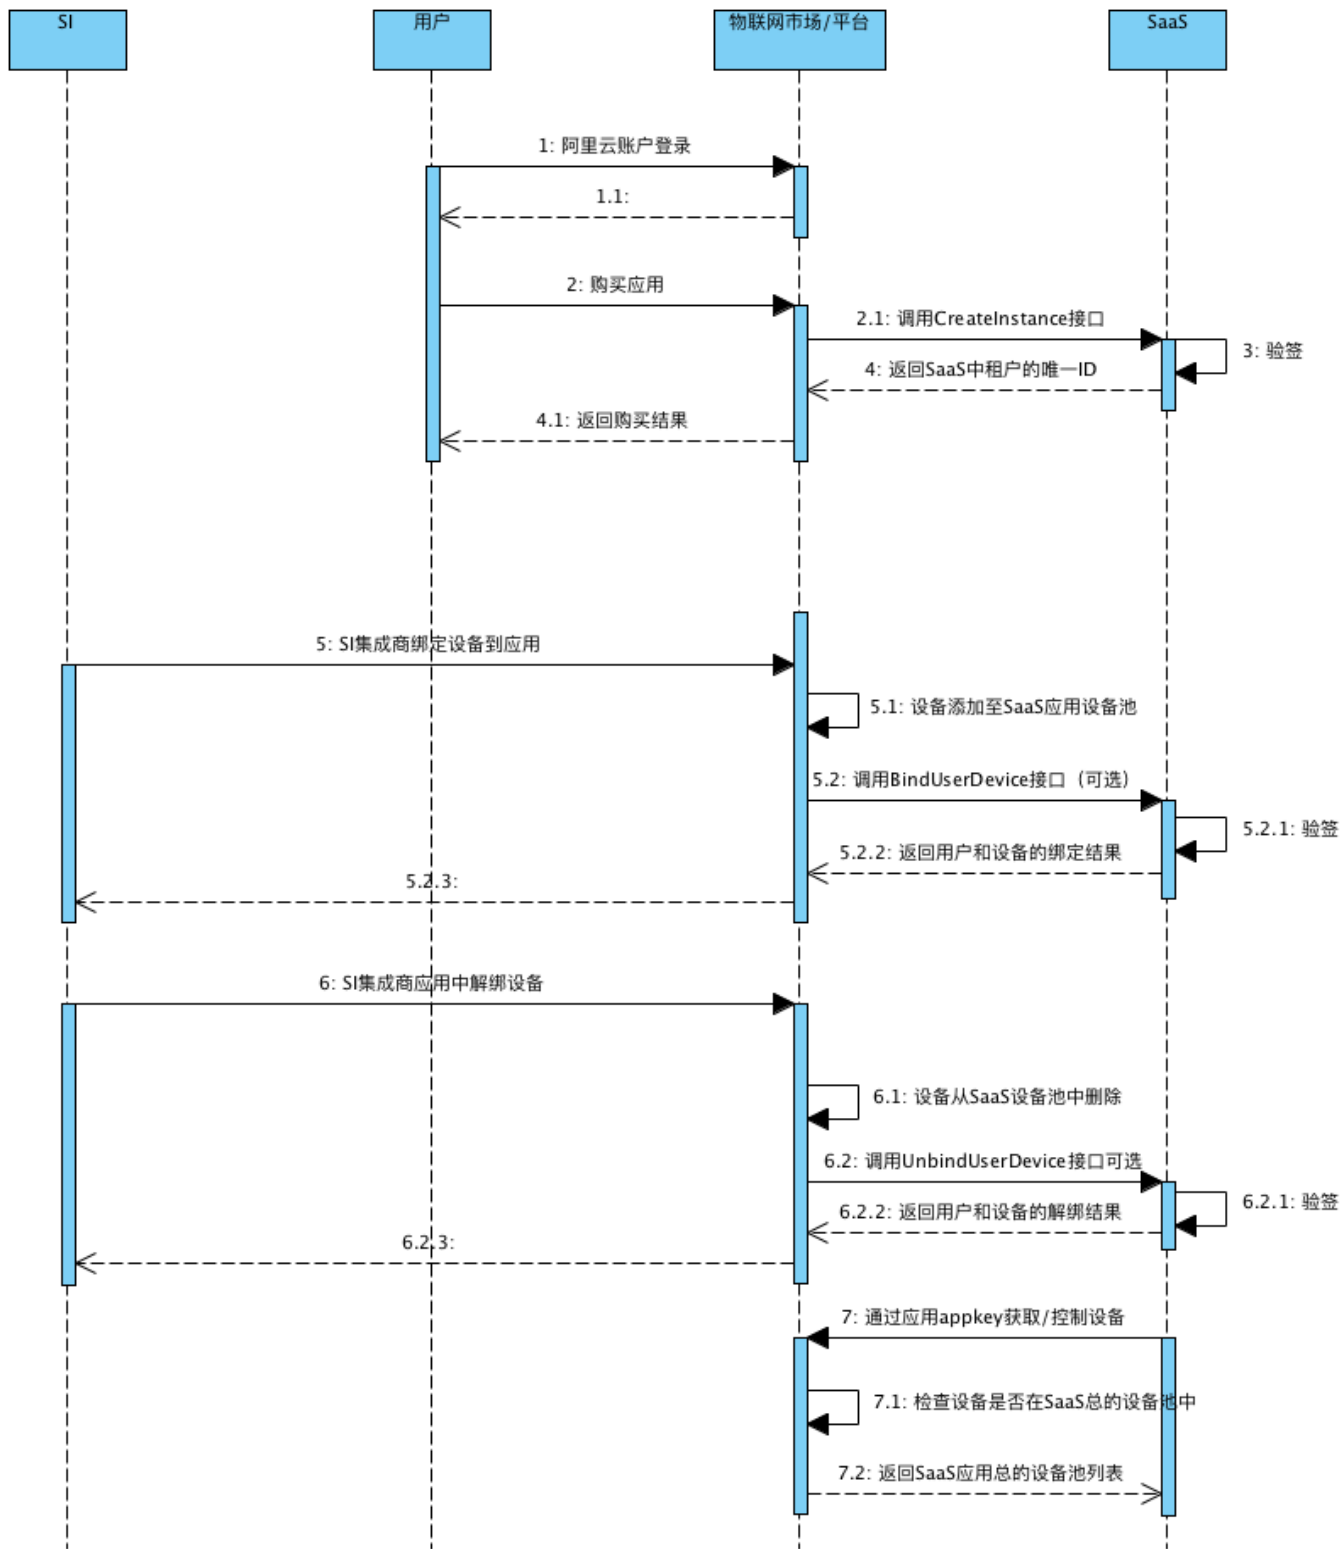 SI
用户
物联网市场/平台
SaaS
1: 阿里云账户登录
1.1:
2: 购买应用
2.1: 调用CreateInstance接口
3: 验签
4: 返回SaaS中租户的唯一ID
4.1: 返回购买结果
5: SI集成商绑定设备到应用
5.1: 设备添加至SaaS应用设备池
5.2: 调用BindUserDevice接口（可选）
5.2.1: 验签
5.2.2: 返回用户和设备的绑定结果
5.2.3:
6: SI集成商应用中解绑设备
6.1: 设备从SaaS设备池中删除
6.2: 调用UnbindUserDevice接口可选
6.2.1: 验签
6.2.2: 返回用户和设备的解绑结果
6.2.3:
7: 通过应用appkey获取/控制设备
7.1: 检查设备是否在SaaS总的设备池中
7.2: 返回SaaS应用总的设备池列表